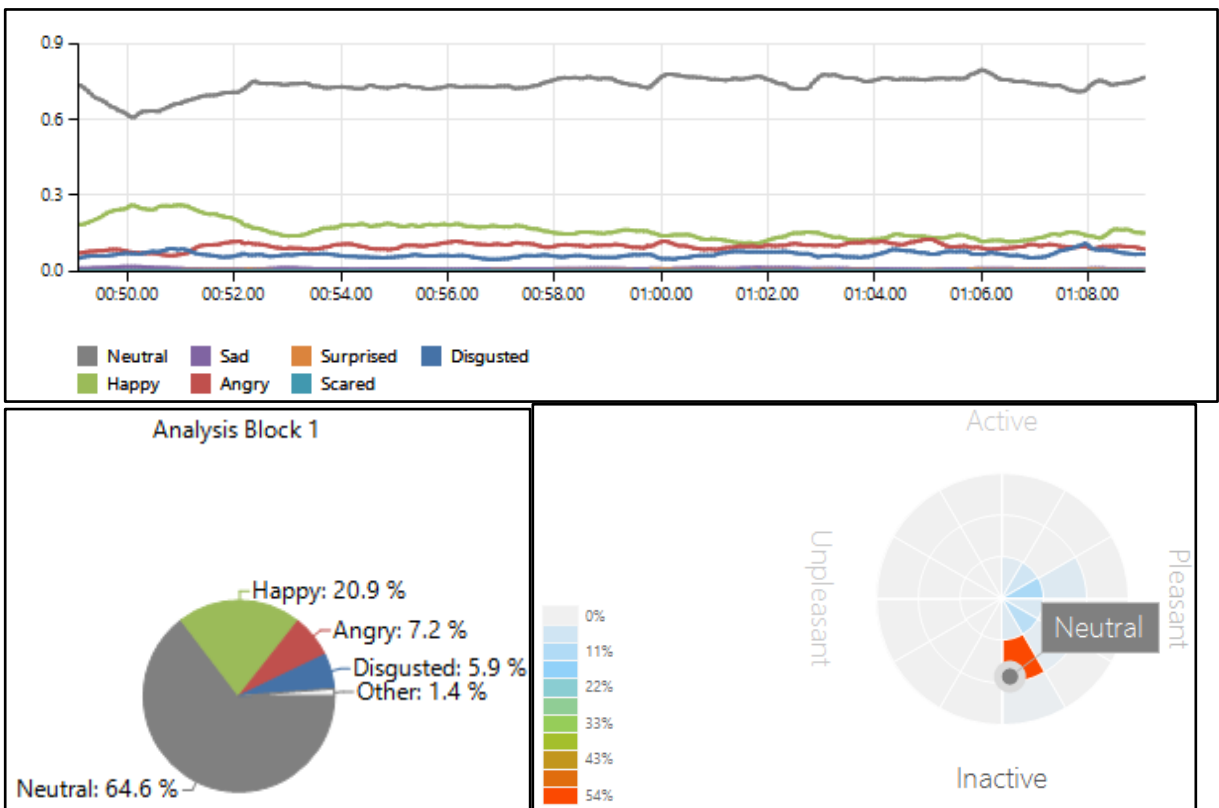 0.9
0.6
0.3
0.0
00:50.00 00:52.00 00:54.00 00:56.00 00:58.00 01:00.00 01:02.00 01:04.00 01:06.00 01:08.00
Neutral Sad Surprised Disgusted
Happy Angry Scared
Analysis Block 1
Happy: 20.9 %
Angry: 7.2 %
Disgusted: 5.9 %
Other: 1.4 %
Neutral: 64.6 %
Active
Unpleasant
Pleasant
Neutral
Inactive
0%
11%
22%
33%
43%
54%